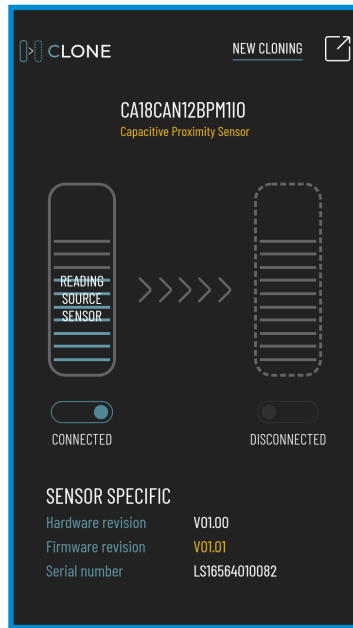 CLONE
NEW CLONING
CA18CAN12BPM1IO
Capacitive Proximity Sensor
READING
SOURCE
SENSOR
CONNECTED
DISCONNECTED
SENSOR SPECIFIC
Hardware revision V01.00
Firmware revision V01.01
Serial number LS16564010082